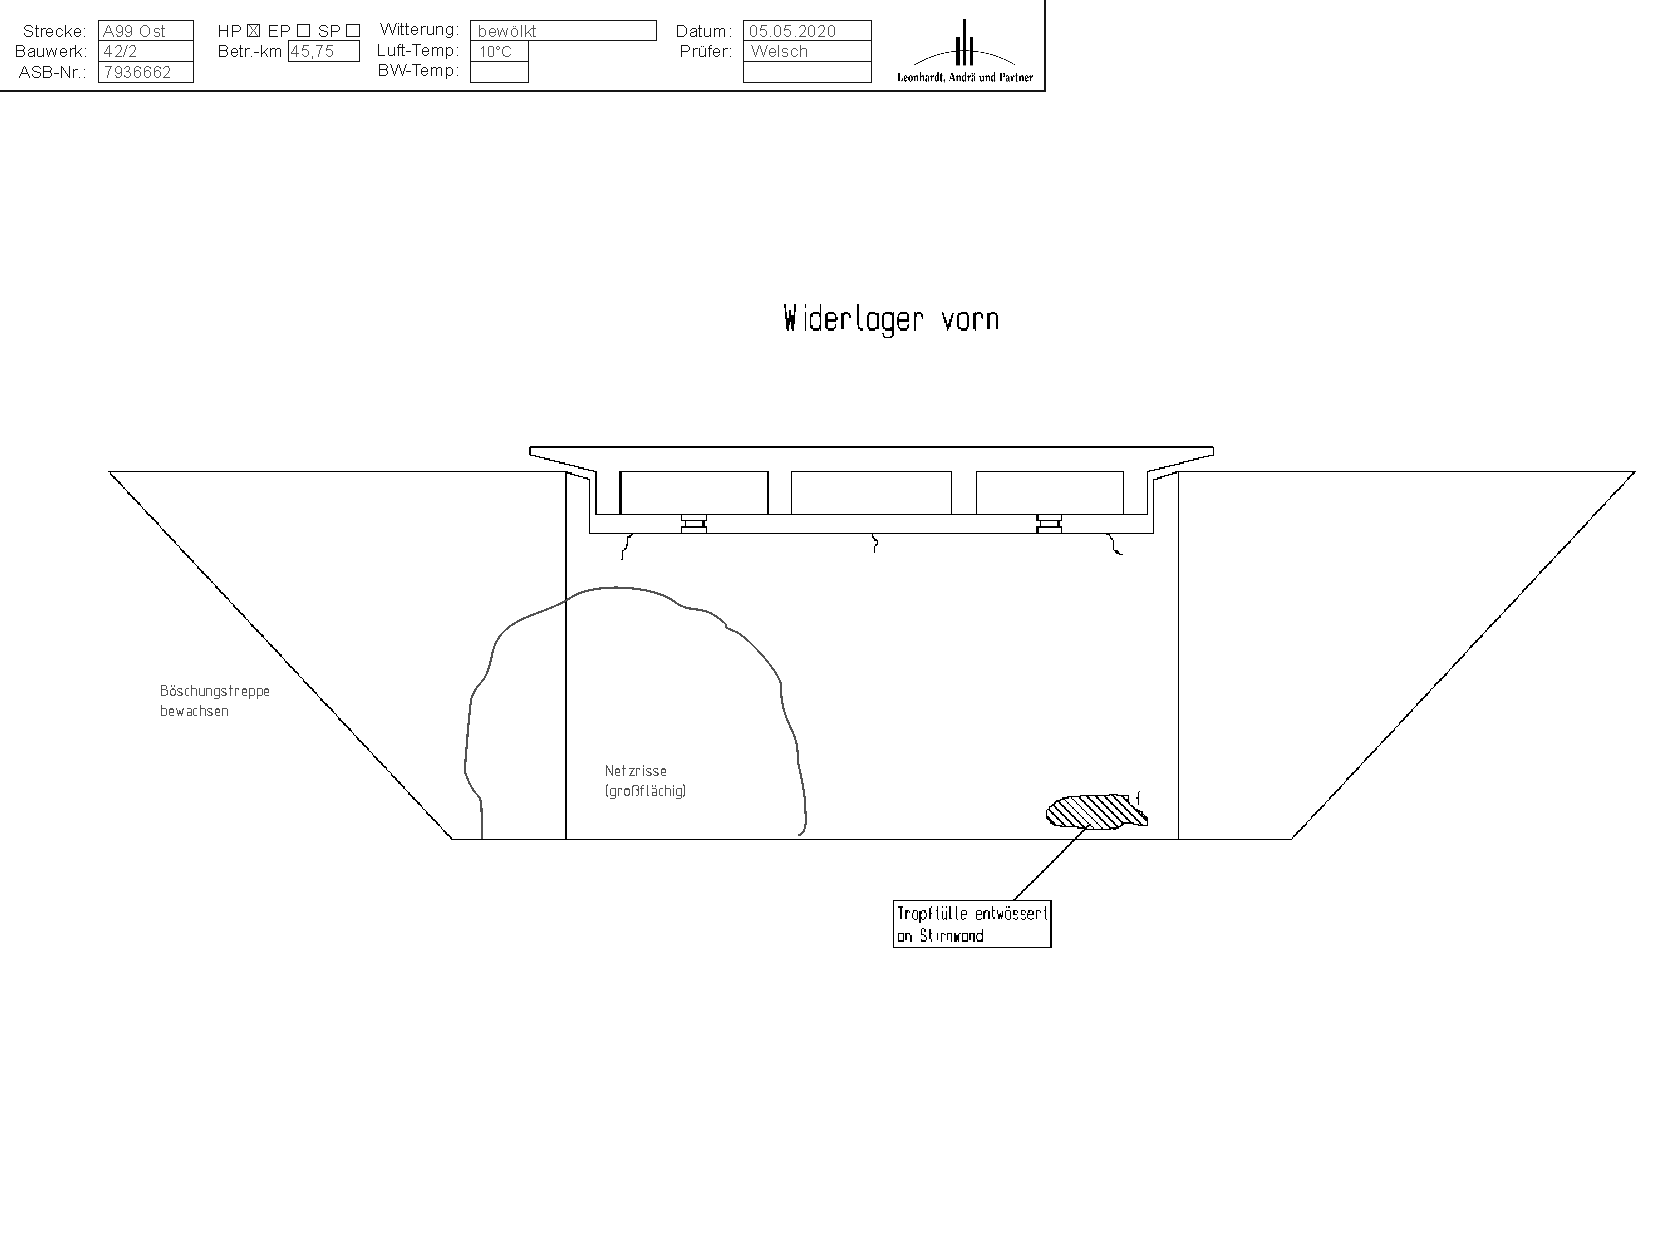 Strecke: A99 Ost HP ☒ EP ☐ SP ☐ Witterung: bewölkt Datum: 05.05.2020
Bauwerk: 42/2 Betr.-km 45,75 Luft-Temp: 10°C Prüfer: Welsch
ASB-Nr.: 7936662 BW-Temp:
Leonhardt, Andrä und Partner
Widerlager vorn
Böschungstreppe
bewachsen
Netzrisse
(großflächig)
Tropftülle entwässert
an Stirnwand